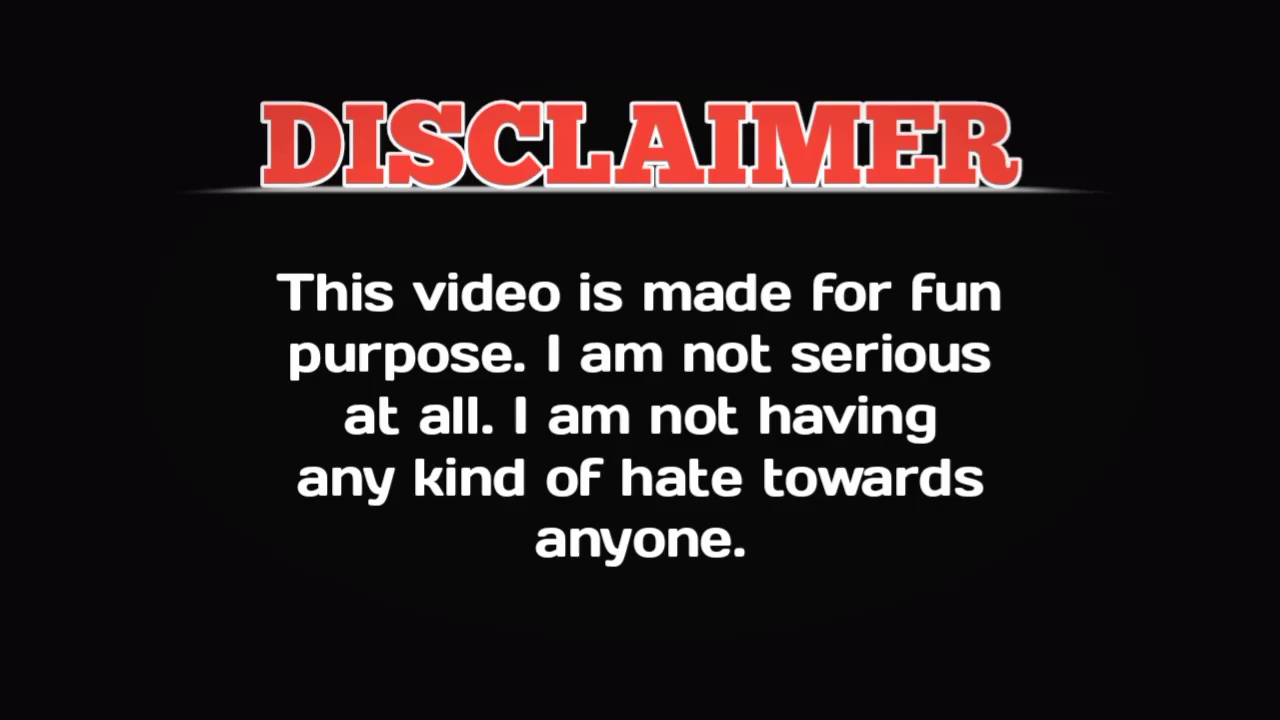 DISCLAIMER
This video is made for fun
purpose. I am not serious
at all. I am not having
any kind of hate towards
anyone.